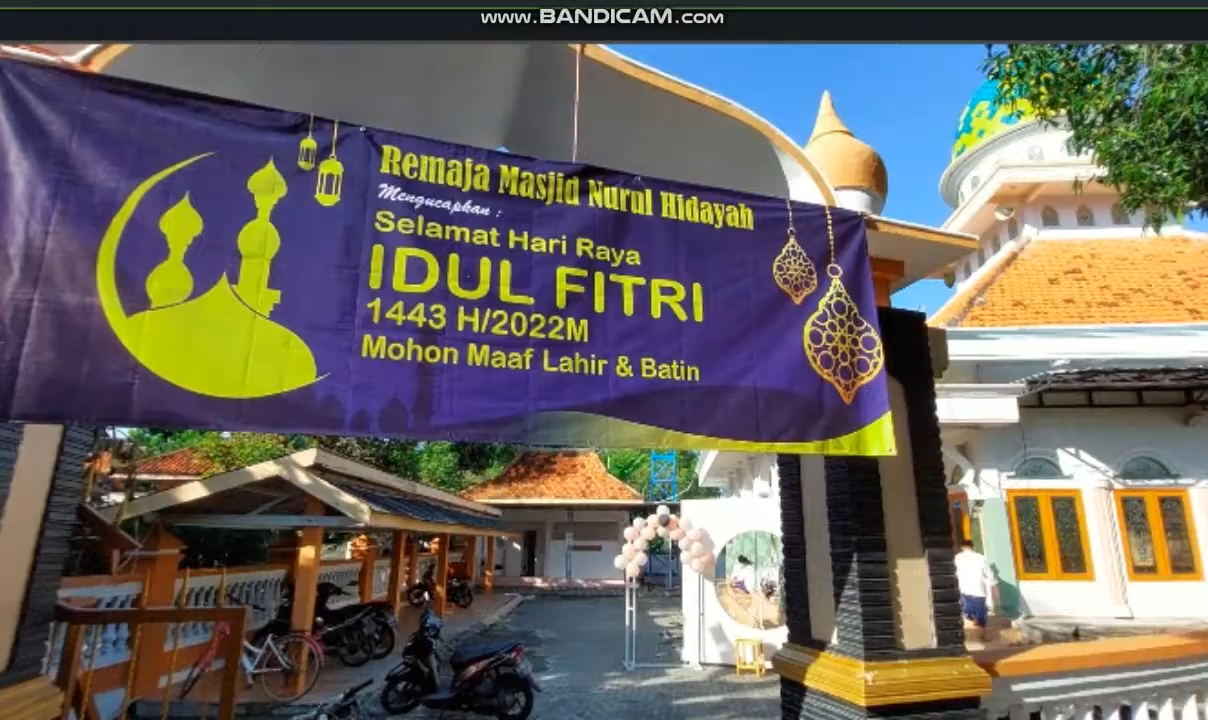 www.BANDICAM.com
Remaja Masjid Nurul Hidayah
Mengucapkan :
Selamat Hari Raya
IDUL FITRI
1443 H/2022M
Mohon Maaf Lahir & Batin